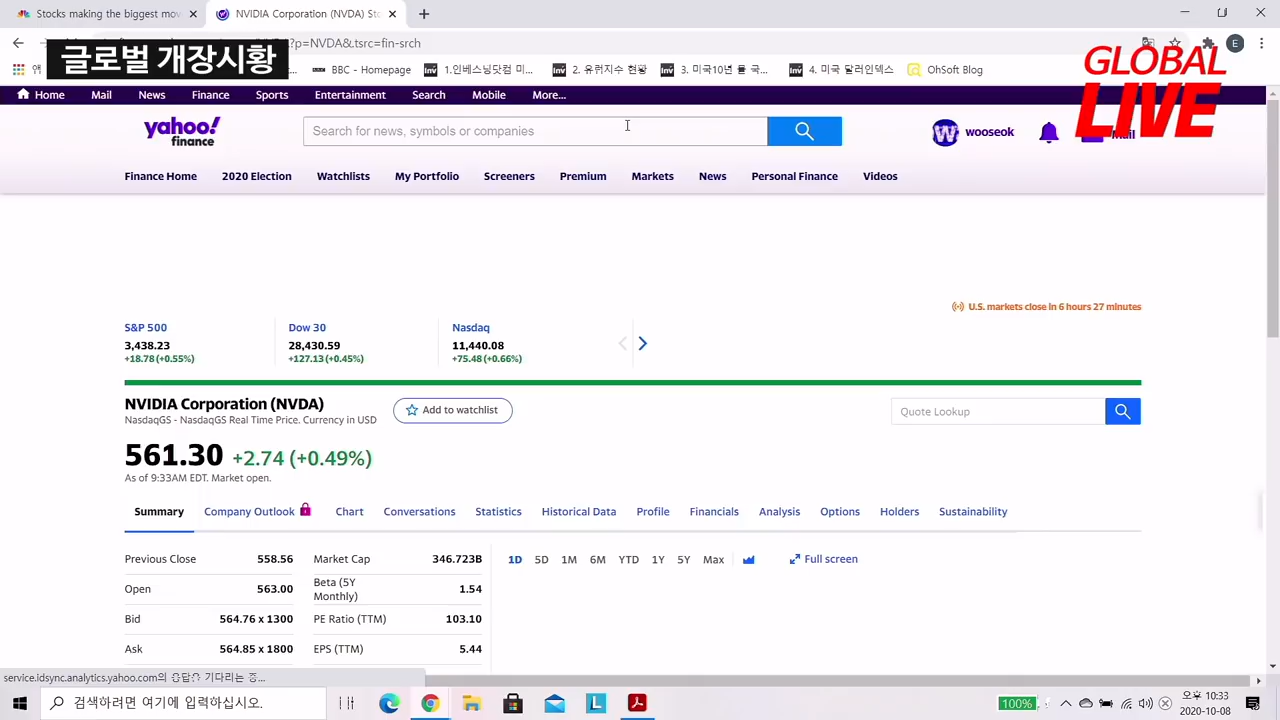 Stocks making the biggest mov
NVIDIA Corporation (NVDA) St
글로벌 개장시황
?p=NVDA&.tsrc=fin-srch
E
BBC - Homepage
1.인베스팅닷컴 미...
2. 유럽지수 현황
3. 미국10년 물 국...
4. 미국 달러인덱스
OhSoft Blog
GLOBAL
LIVE
Home Mail News Finance Sports Entertainment Search Mobile More...
yahoo!
finance
Search for news, symbols or companies
wooseok
Mail
Finance Home 2020 Election Watchlists My Portfolio Screeners Premium Markets News Personal Finance Videos
U.S. markets close in 6 hours 27 minutes
S&P 500 Dow 30 Nasdaq
3,438.23 28,430.59 11,440.08
+18.78 (+0.55%) +127.13 (+0.45%) +75.48 (+0.66%)
NVIDIA Corporation (NVDA)
Add to watchlist
Quote Lookup
NasdaqGS - NasdaqGS Real Time Price. Currency in USD
561.30 +2.74 (+0.49%)
As of 9:33AM EDT. Market open.
Summary Company Outlook Chart Conversations Statistics Historical Data Profile Financials Analysis Options Holders Sustainability
Previous Close 558.56 Market Cap 346.723B
1D 5D 1M 6M YTD 1Y 5Y Max Full screen
Open 563.00 Beta (5Y Monthly) 1.54
Bid 564.76 x 1300 PE Ratio (TTM) 103.10
Ask 564.85 x 1800 EPS (TTM) 5.44
service.idsync.analytics.yahoo.com의 응답을 기다리는 중...
검색하려면 여기에 입력하십시오.
100%
오후 10:33
2020-10-08